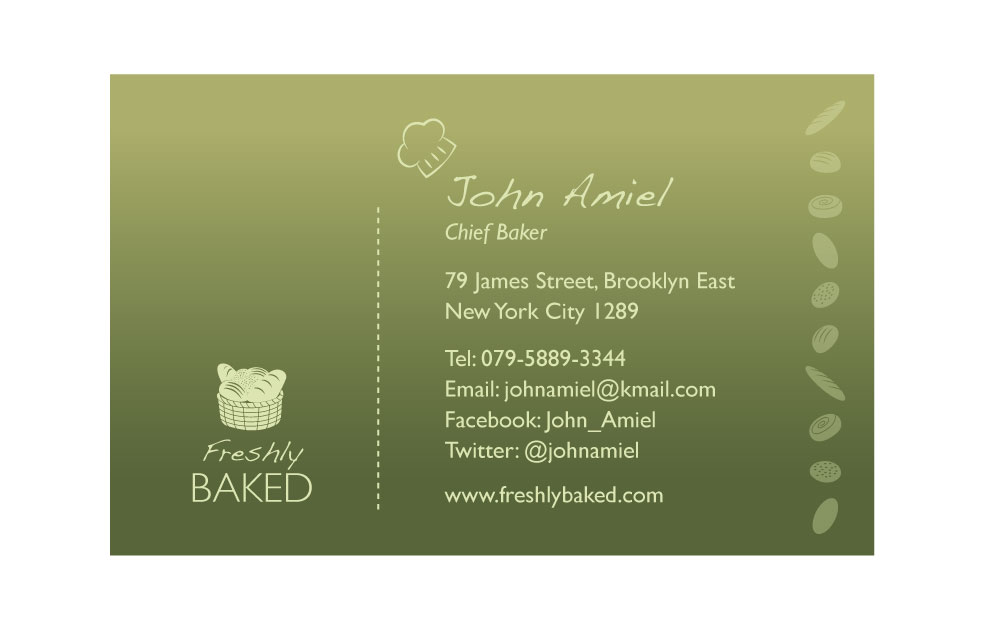 John Amiel
Chief Baker
79 James Street, Brooklyn East
New York City 1289
Tel: 079-5889-3344
Email: johnamiel@kmail.com
Facebook: John_Amiel
Twitter: @johnamiel
www.freshlybaked.com
Freshly
BAKED